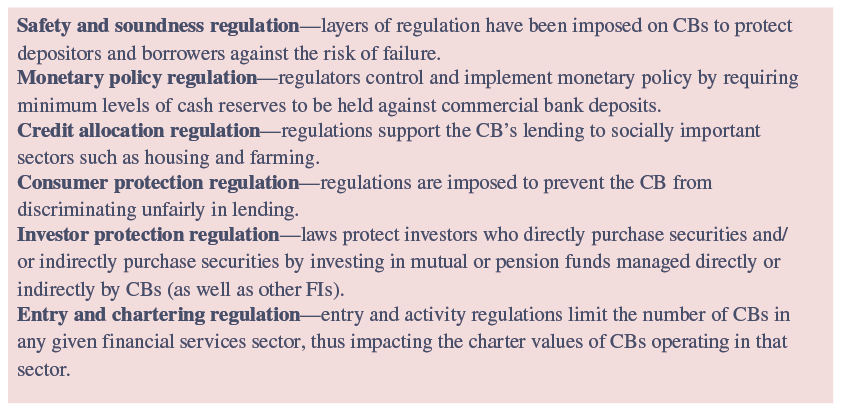 Safety and soundness regulation—layers of regulation have been imposed on CBs to protect
depositors and borrowers against the risk of failure.
Monetary policy regulation—regulators control and implement monetary policy by requiring
minimum levels of cash reserves to be held against commercial bank deposits.
Credit allocation regulation—regulations support the CB’s lending to socially important
sectors such as housing and farming.
Consumer protection regulation—regulations are imposed to prevent the CB from
discriminating unfairly in lending.
Investor protection regulation—laws protect investors who directly purchase securities and/
or indirectly purchase securities by investing in mutual or pension funds managed directly or
indirectly by CBs (as well as other FIs).
Entry and chartering regulation—entry and activity regulations limit the number of CBs in
any given financial services sector, thus impacting the charter values of CBs operating in that
sector.